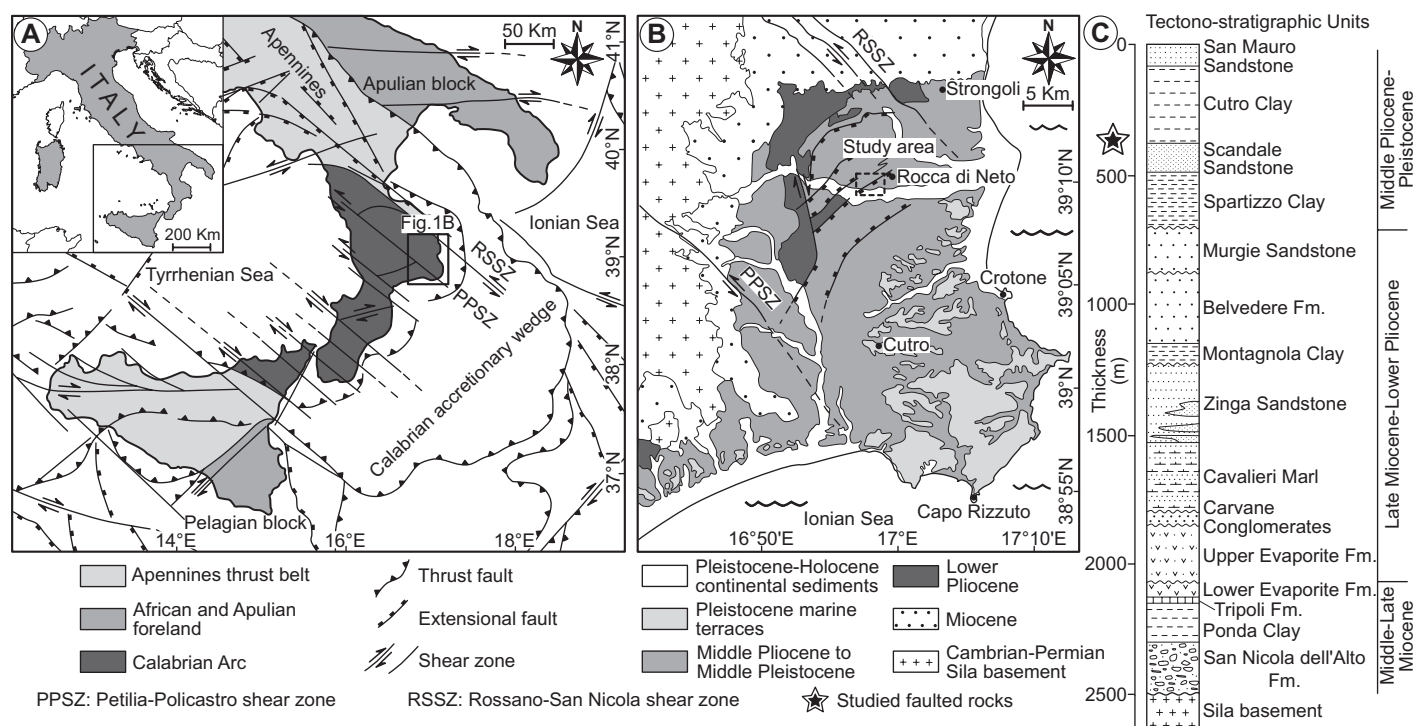 A
ITALY
200 Km
Apennines
Apulian block
50 Km
N
41°N
40°N
39°N
38°N
37°N
Ionian Sea
Fig.1B
RSSZ
PPSZ
Tyrrhenian Sea
Calabrian accretionary wedge
Pelagian block
14°E
16°E
18°E
B
RSSZ
N
5 Km
Strongoli
Study area
Rocca di Neto
39°10'N
39°05'N
39°N
38°55'N
PPSZ
Crotone
Cutro
Ionian Sea
Capo Rizzuto
16°50'E
17°E
17°10'E
C
Tectono-stratigraphic Units
0
500
1000
1500
2000
2500
Thickness
(m)
San Mauro
Sandstone
Cutro Clay
Scandale
Sandstone
Spartizzo Clay
Murgie Sandstone
Belvedere Fm.
Montagnola Clay
Zinga Sandstone
Cavalieri Marl
Carvane
Conglomerates
Upper Evaporite Fm.
Lower Evaporite Fm.
Tripoli Fm.
Ponda Clay
San Nicola dell'Alto
Fm.
Sila basement
Middle Pliocene-
Pleistocene
Late Miocene-Lower Pliocene
Middle-Late
Miocene
Apennines thrust belt
African and Apulian
foreland
Calabrian Arc
Thrust fault
Extensional fault
Shear zone
Pleistocene-Holocene
continental sediments
Pleistocene marine
terraces
Middle Pliocene to
Middle Pleistocene
Lower
Pliocene
Miocene
Cambrian-Permian
Sila basement
PPSZ: Petilia-Policastro shear zone
RSSZ: Rossano-San Nicola shear zone
Studied faulted rocks